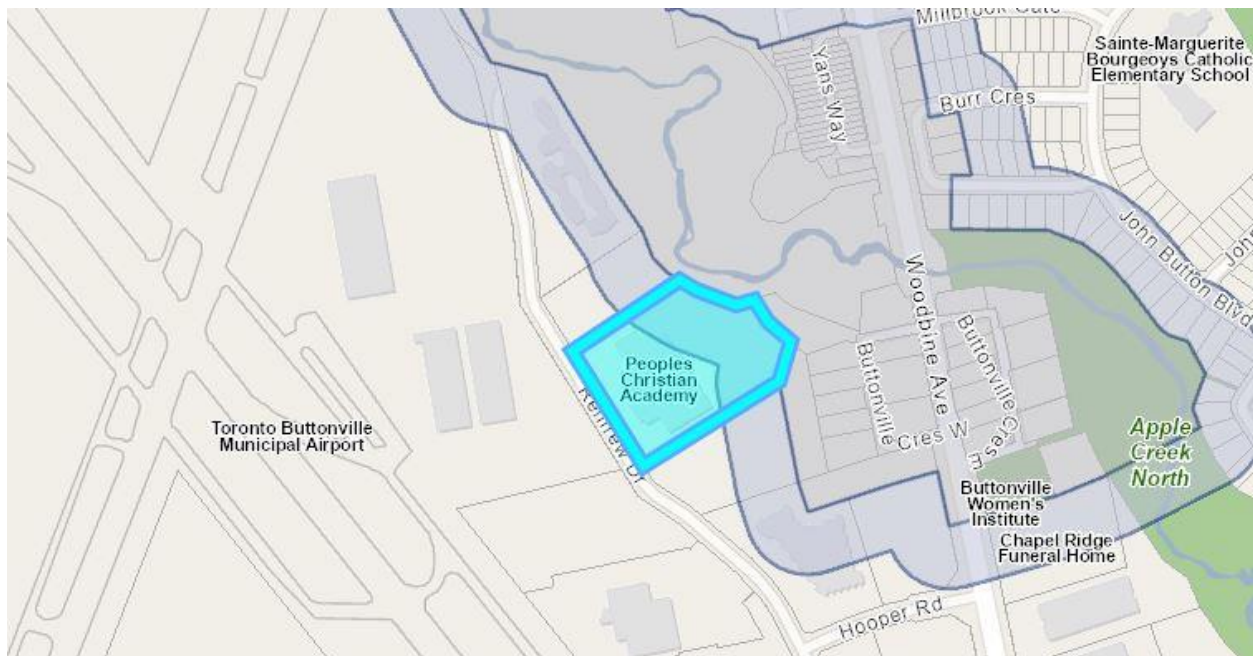 Millbrook Gate
Sainte-Marguerite
Bourgeoys Catholic
Elementary School
Yans Way
Burr Cres
John Button Blvd
John
Woodbine Ave
Buttonville
Cres W
Buttonville
Cres E
Peoples
Christian
Academy
Renfrew Dr
Toronto Buttonville
Municipal Airport
Apple
Creek
North
Buttonville
Women's
Institute
Chapel Ridge
Funeral Home
Hooper Rd